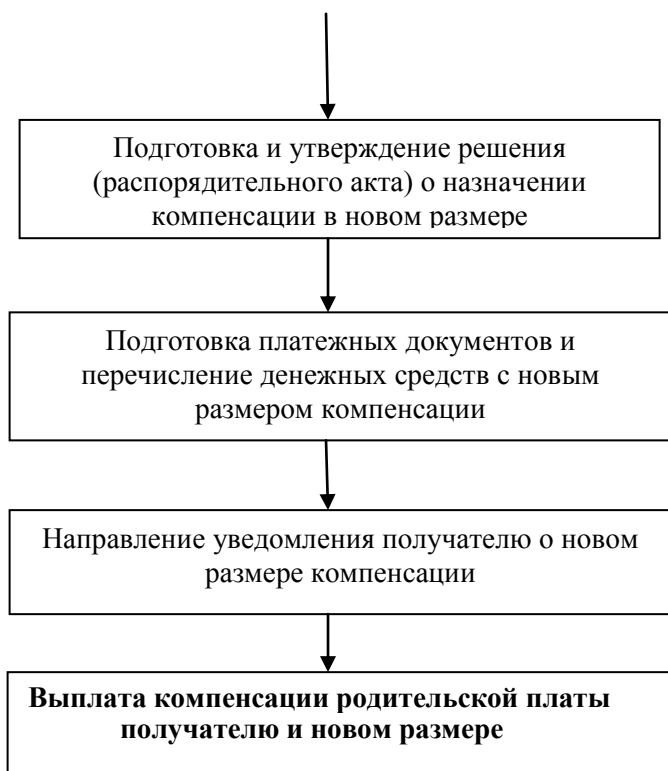 Подготовка и утверждение решения
(распорядительного акта) о назначении
компенсации в новом размере
Подготовка платежных документов и
перечисление денежных средств с новым
размером компенсации
Направление уведомления получателю о новом
размере компенсации
Выплата компенсации родительской платы
получателю и новом размере